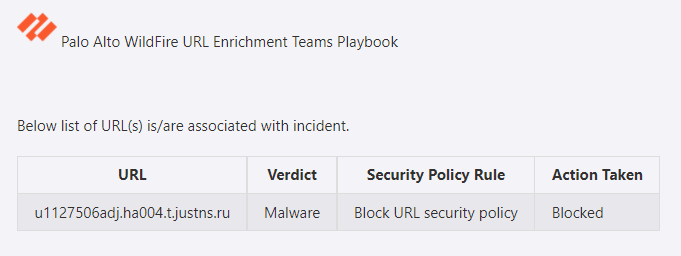 Palo Alto WildFire URL Enrichment Teams Playbook
Below list of URL(s) is/are associated with incident.
URL Verdict Security Policy Rule Action Taken
u1127506adj.ha004.t.justns.ru Malware Block URL security policy Blocked